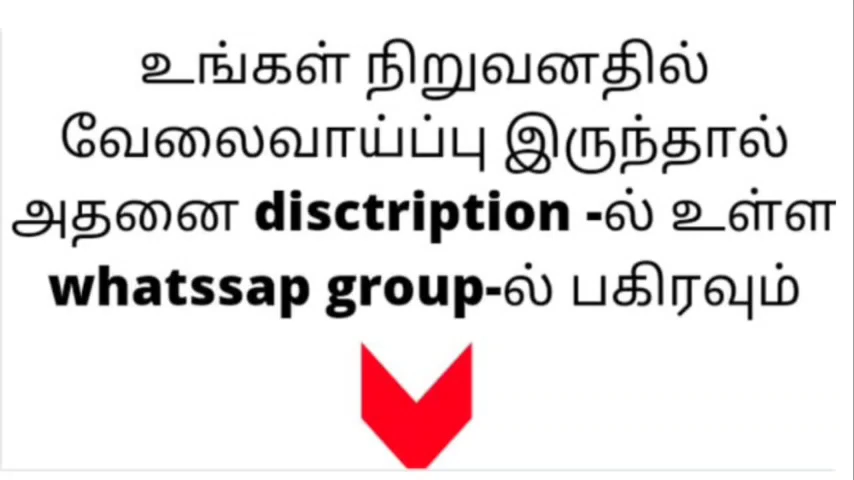 உங்கள் நிறுவனதில்
வேலைவாய்ப்பு இருந்தால்
அதனை disctription -ல் உள்ள
whatssap group-ல் பகிரவும்